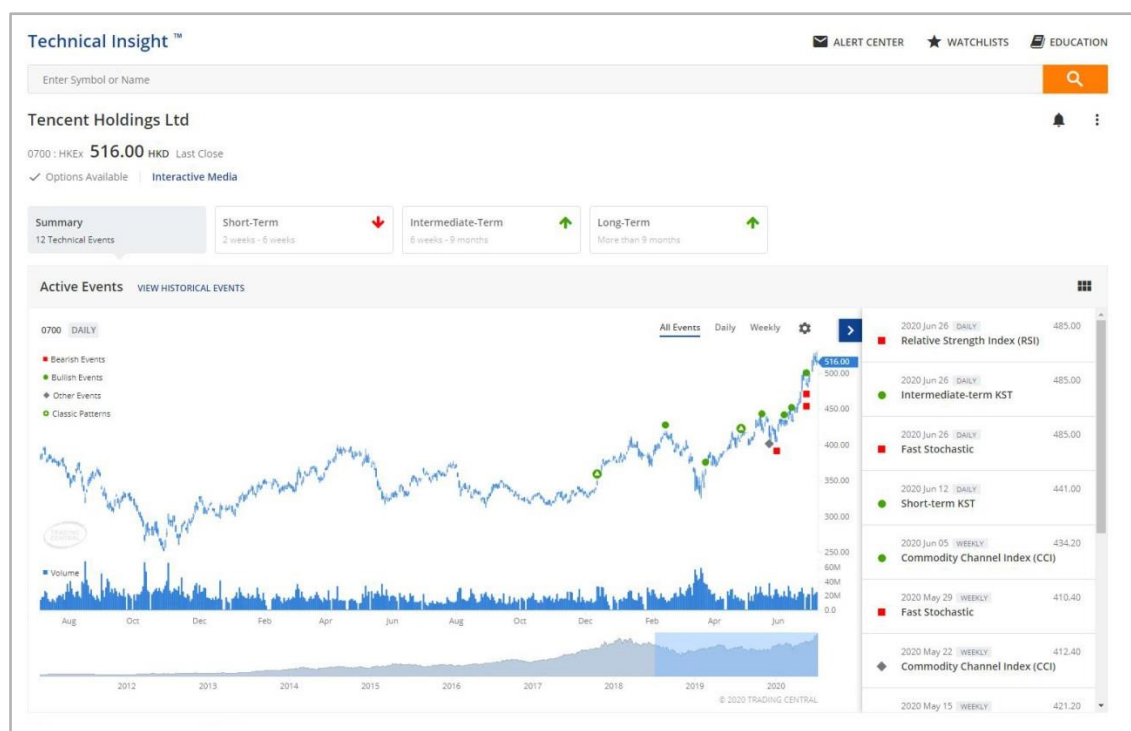 Technical Insight ™
ALERT CENTER
WATCHLISTS
EDUCATION
Enter Symbol or Name
Tencent Holdings Ltd
0700 : HKEx 516.00 HKD Last Close
Options Available
Interactive Media
Summary
12 Technical Events
Short-Term
2 weeks - 6 weeks
Intermediate-Term
6 weeks - 9 months
Long-Term
More than 9 months
Active Events
VIEW HISTORICAL EVENTS
0700 DAILY
All Events Daily Weekly
Bearish Events
Bullish Events
Other Events
Classic Patterns
516.00
500.00
450.00
400.00
350.00
300.00
250.00
TRADING CENTRAL
Volume
60M
40M
20M
0.0
Aug Oct Dec Feb Apr Jun Aug Oct Dec Feb Apr Jun
2012 2013 2014 2015 2016 2017 2018 2019 2020
© 2020 TRADING CENTRAL
2020 Jun 26 DAILY 485.00
Relative Strength Index (RSI)
2020 Jun 26 DAILY 485.00
Intermediate-term KST
2020 Jun 26 DAILY 485.00
Fast Stochastic
2020 Jun 12 DAILY 441.00
Short-term KST
2020 Jun 05 WEEKLY 434.20
Commodity Channel Index (CCI)
2020 May 29 WEEKLY 410.40
Fast Stochastic
2020 May 22 WEEKLY 412.40
Commodity Channel Index (CCI)
2020 May 15 WEEKLY 421.20